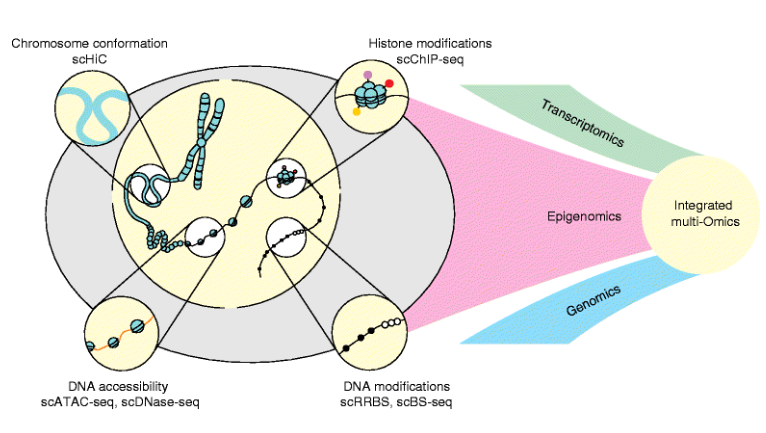 Chromosome conformation
scHiC
Histone modifications
scChIP-seq
Transcriptomics
Epigenomics
Integrated
multi-Omics
Genomics
DNA accessibility
scATAC-seq, scDNase-seq
DNA modifications
scRRBS, scBS-seq